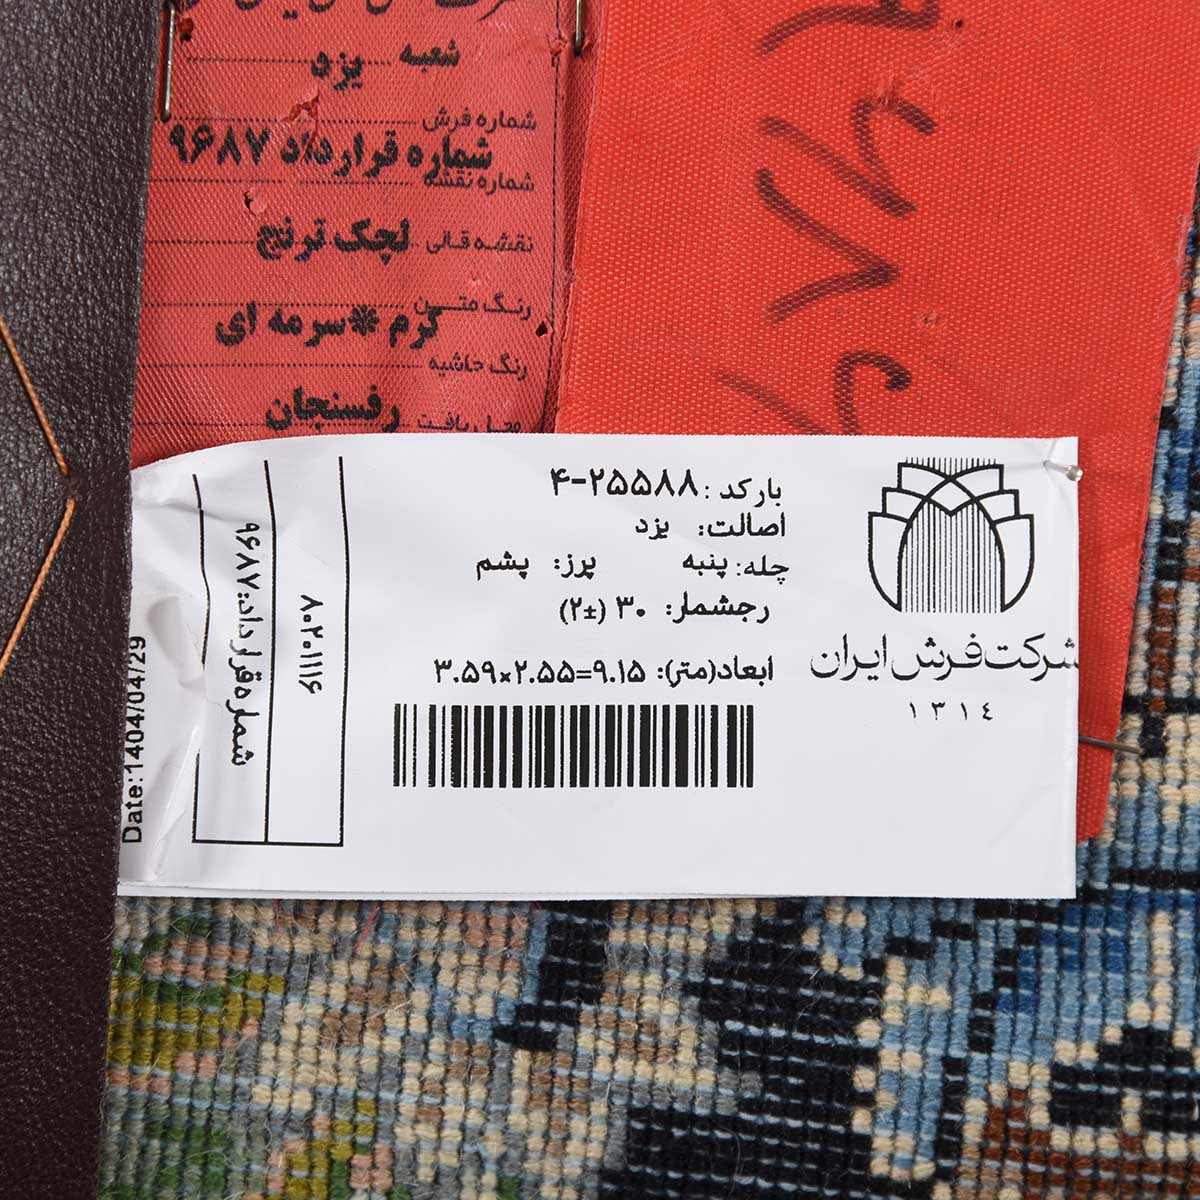 شعبه یزد
شماره فرش
شماره قرارداد ۹۶۸۷
شماره نقشه
نقشه قالی لچک ترنج
رنگ متن
کرم * سرمه ای
رنگ حاشیه
محل بافت رفسنجان
بارکد: ۲۵۵۸۸-۴
اصالت: یزد
چله: پنبه پرز: پشم
رجشمار: ۳۰ (±۲)
ابعاد(متر): ۳.۵۹×۲.۵۵=۹.۱۵
شرکت فرش ایران
۱۳۱۴
۸۰۲۰۱۱۱۶
شماره قرارداد:۹۶۸۷
Date:1404/04/29